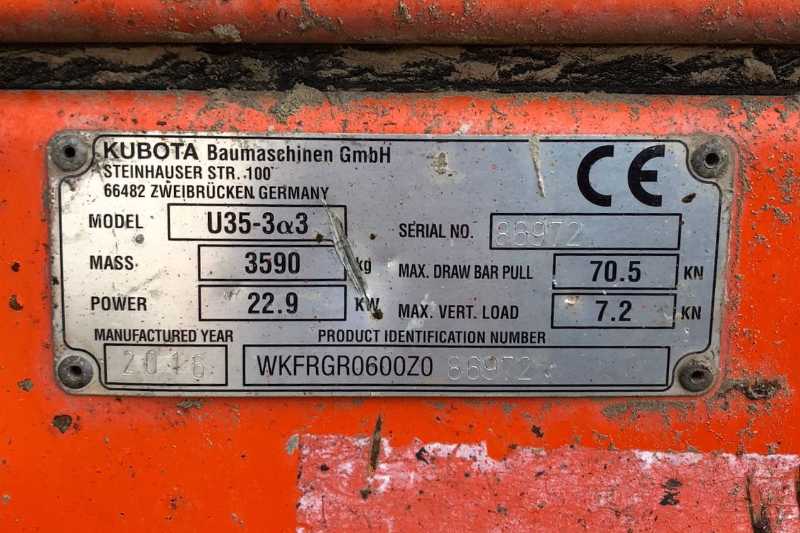 KUBOTA Baumaschinen GmbH
STEINHAUSER STR. 100
66482 ZWEIBRÜCKEN GERMANY
CE
MODEL U35-3α3
SERIAL NO. 86972
MASS 3590 kg
MAX. DRAW BAR PULL 70.5 KN
POWER 22.9 KW
MAX. VERT. LOAD 7.2 KN
MANUFACTURED YEAR
2016
PRODUCT IDENTIFICATION NUMBER
WKFRGR0600Z0 86972